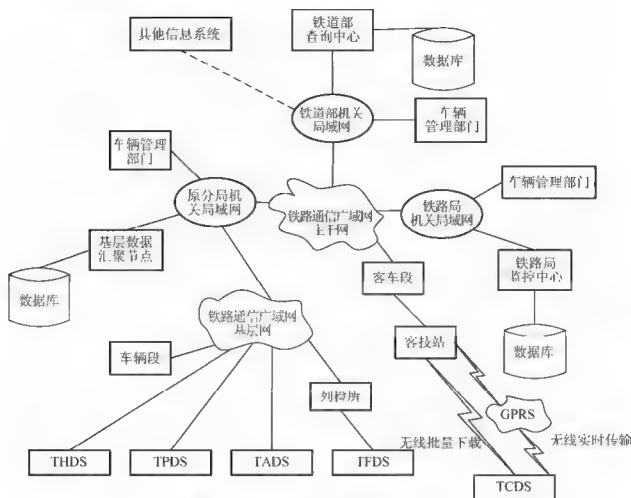 其他信息系统
铁道部
查询中心
数据库
铁道部机关
局域网
车辆
管理部门
车辆管理
部门
原分局机
关局域网
铁路通信广域网
上干网
铁路局
机关局域网
车辆管理部门
基层数据
汇聚节点
数据库
铁路局
监控中心
客车段
铁路通信广域网
基层网
数据库
车辆段
客技站
列检所
GPRS
无线批量下载
无线实时传输
THDS
TPDS
TADS
TFDS
TCDS